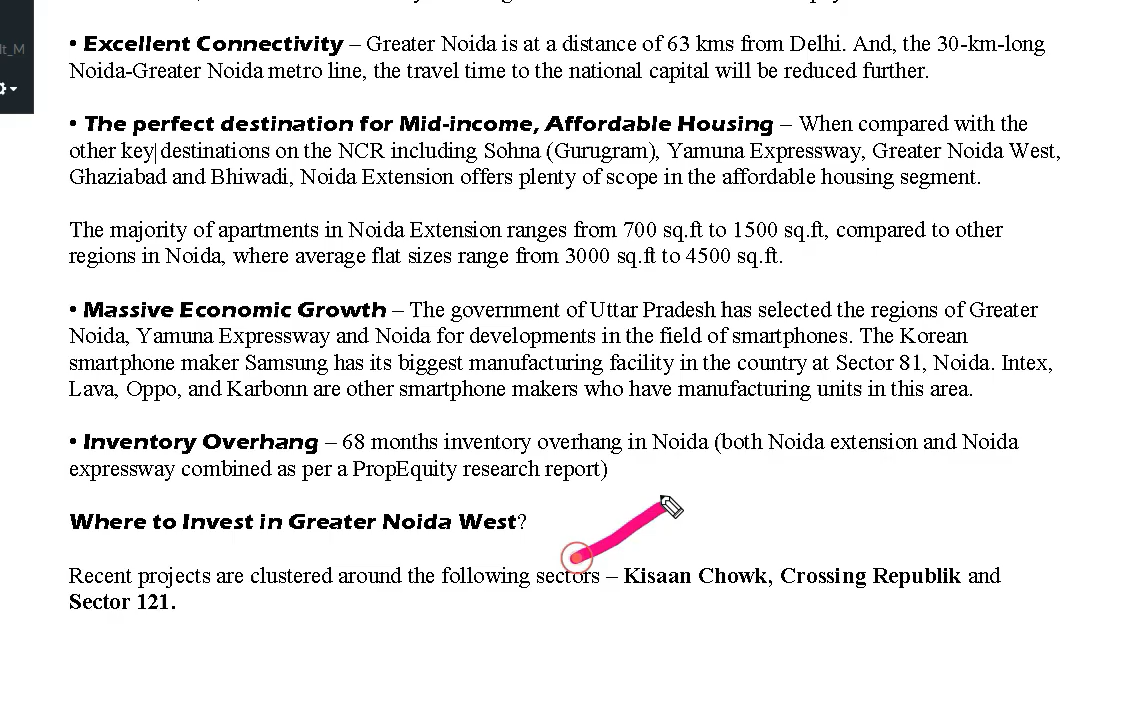 • Excellent Connectivity – Greater Noida is at a distance of 63 kms from Delhi. And, the 30-km-long
Noida-Greater Noida metro line, the travel time to the national capital will be reduced further.
• The perfect destination for Mid-income, Affordable Housing – When compared with the
other key destinations on the NCR including Sohna (Gurugram), Yamuna Expressway, Greater Noida West,
Ghaziabad and Bhiwadi, Noida Extension offers plenty of scope in the affordable housing segment.
The majority of apartments in Noida Extension ranges from 700 sq.ft to 1500 sq.ft, compared to other
regions in Noida, where average flat sizes range from 3000 sq.ft to 4500 sq.ft.
• Massive Economic Growth – The government of Uttar Pradesh has selected the regions of Greater
Noida, Yamuna Expressway and Noida for developments in the field of smartphones. The Korean
smartphone maker Samsung has its biggest manufacturing facility in the country at Sector 81, Noida. Intex,
Lava, Oppo, and Karbonn are other smartphone makers who have manufacturing units in this area.
• Inventory Overhang – 68 months inventory overhang in Noida (both Noida extension and Noida
expressway combined as per a PropEquity research report)
Where to Invest in Greater Noida West?
Recent projects are clustered around the following sectors – Kisaan Chowk, Crossing Republik and
Sector 121.